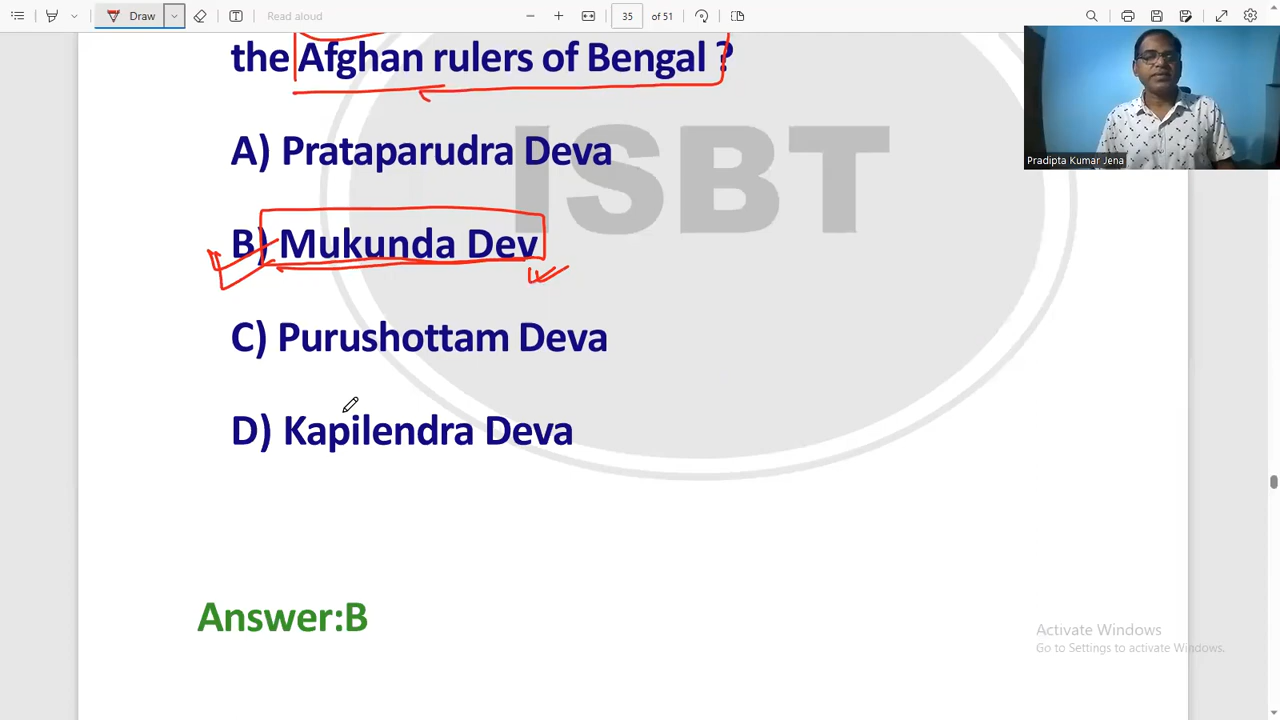 Draw
Read aloud
35 of 51
the Afghan rulers of Bengal ?
Pradipta Kumar Jena
ISBT
A) Prataparudra Deva
B) Mukunda Dev
C) Purushottam Deva
D) Kapilendra Deva
Answer:B
Activate Windows
Go to Settings to activate Windows.